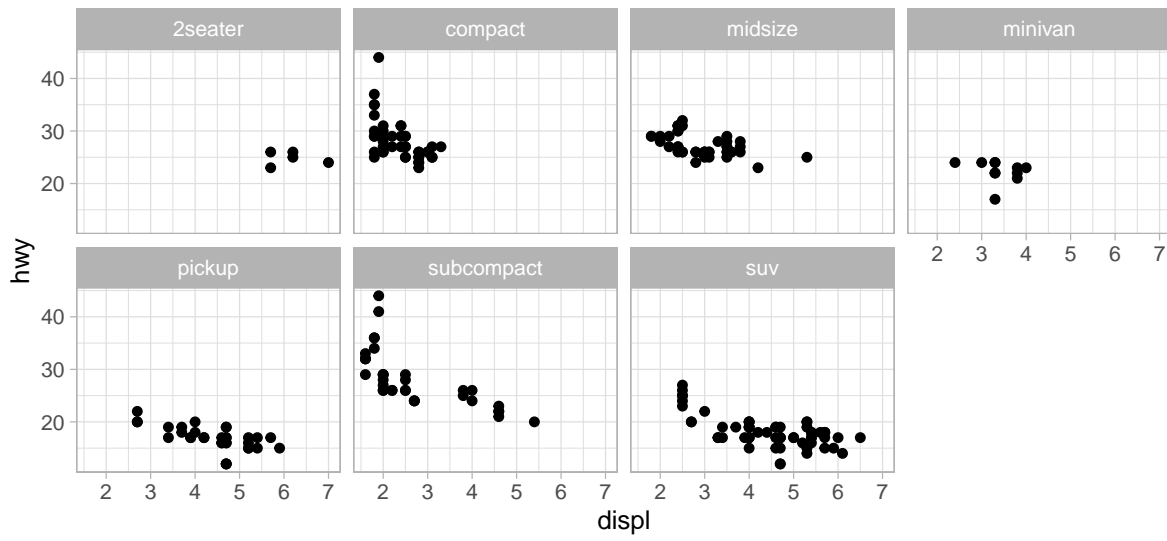 2seater compact midsize minivan
40
30
20
2 3 4 5 6 7
hwy
pickup subcompact suv
40
30
20
2 3 4 5 6 7 2 3 4 5 6 7 2 3 4 5 6 7
displ